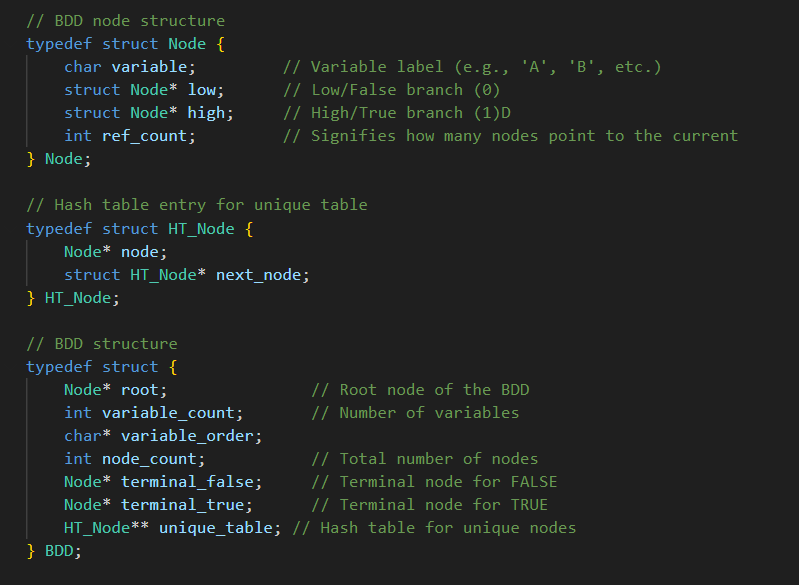 // BDD node structure
typedef struct Node {
    char variable;         // Variable label (e.g., 'A', 'B', etc.)
    struct Node* low;      // Low/False branch (0)
    struct Node* high;     // High/True branch (1)D
    int ref_count;         // Signifies how many nodes point to the current
} Node;

// Hash table entry for unique table
typedef struct HT_Node {
    Node* node;
    struct HT_Node* next_node;
} HT_Node;

// BDD structure
typedef struct {
    Node* root;               // Root node of the BDD
    int variable_count;       // Number of variables
    char* variable_order;
    int node_count;           // Total number of nodes
    Node* terminal_false;     // Terminal node for FALSE
    Node* terminal_true;      // Terminal node for TRUE
    HT_Node** unique_table; // Hash table for unique nodes
} BDD;